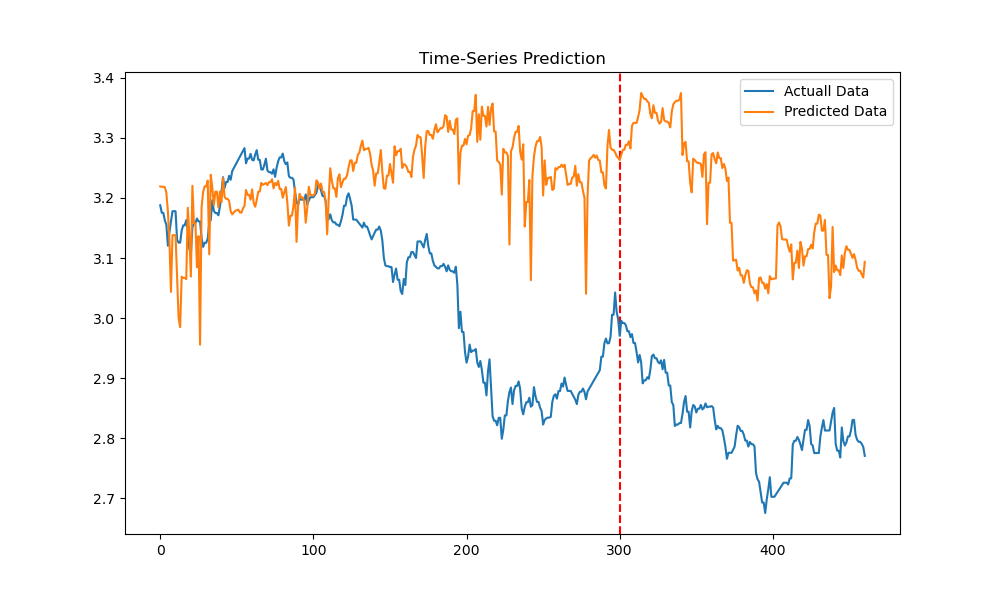 Time-Series Prediction
Actuall Data
Predicted Data
3.4
3.3
3.2
3.1
3.0
2.9
2.8
2.7
0 100 200 300 400